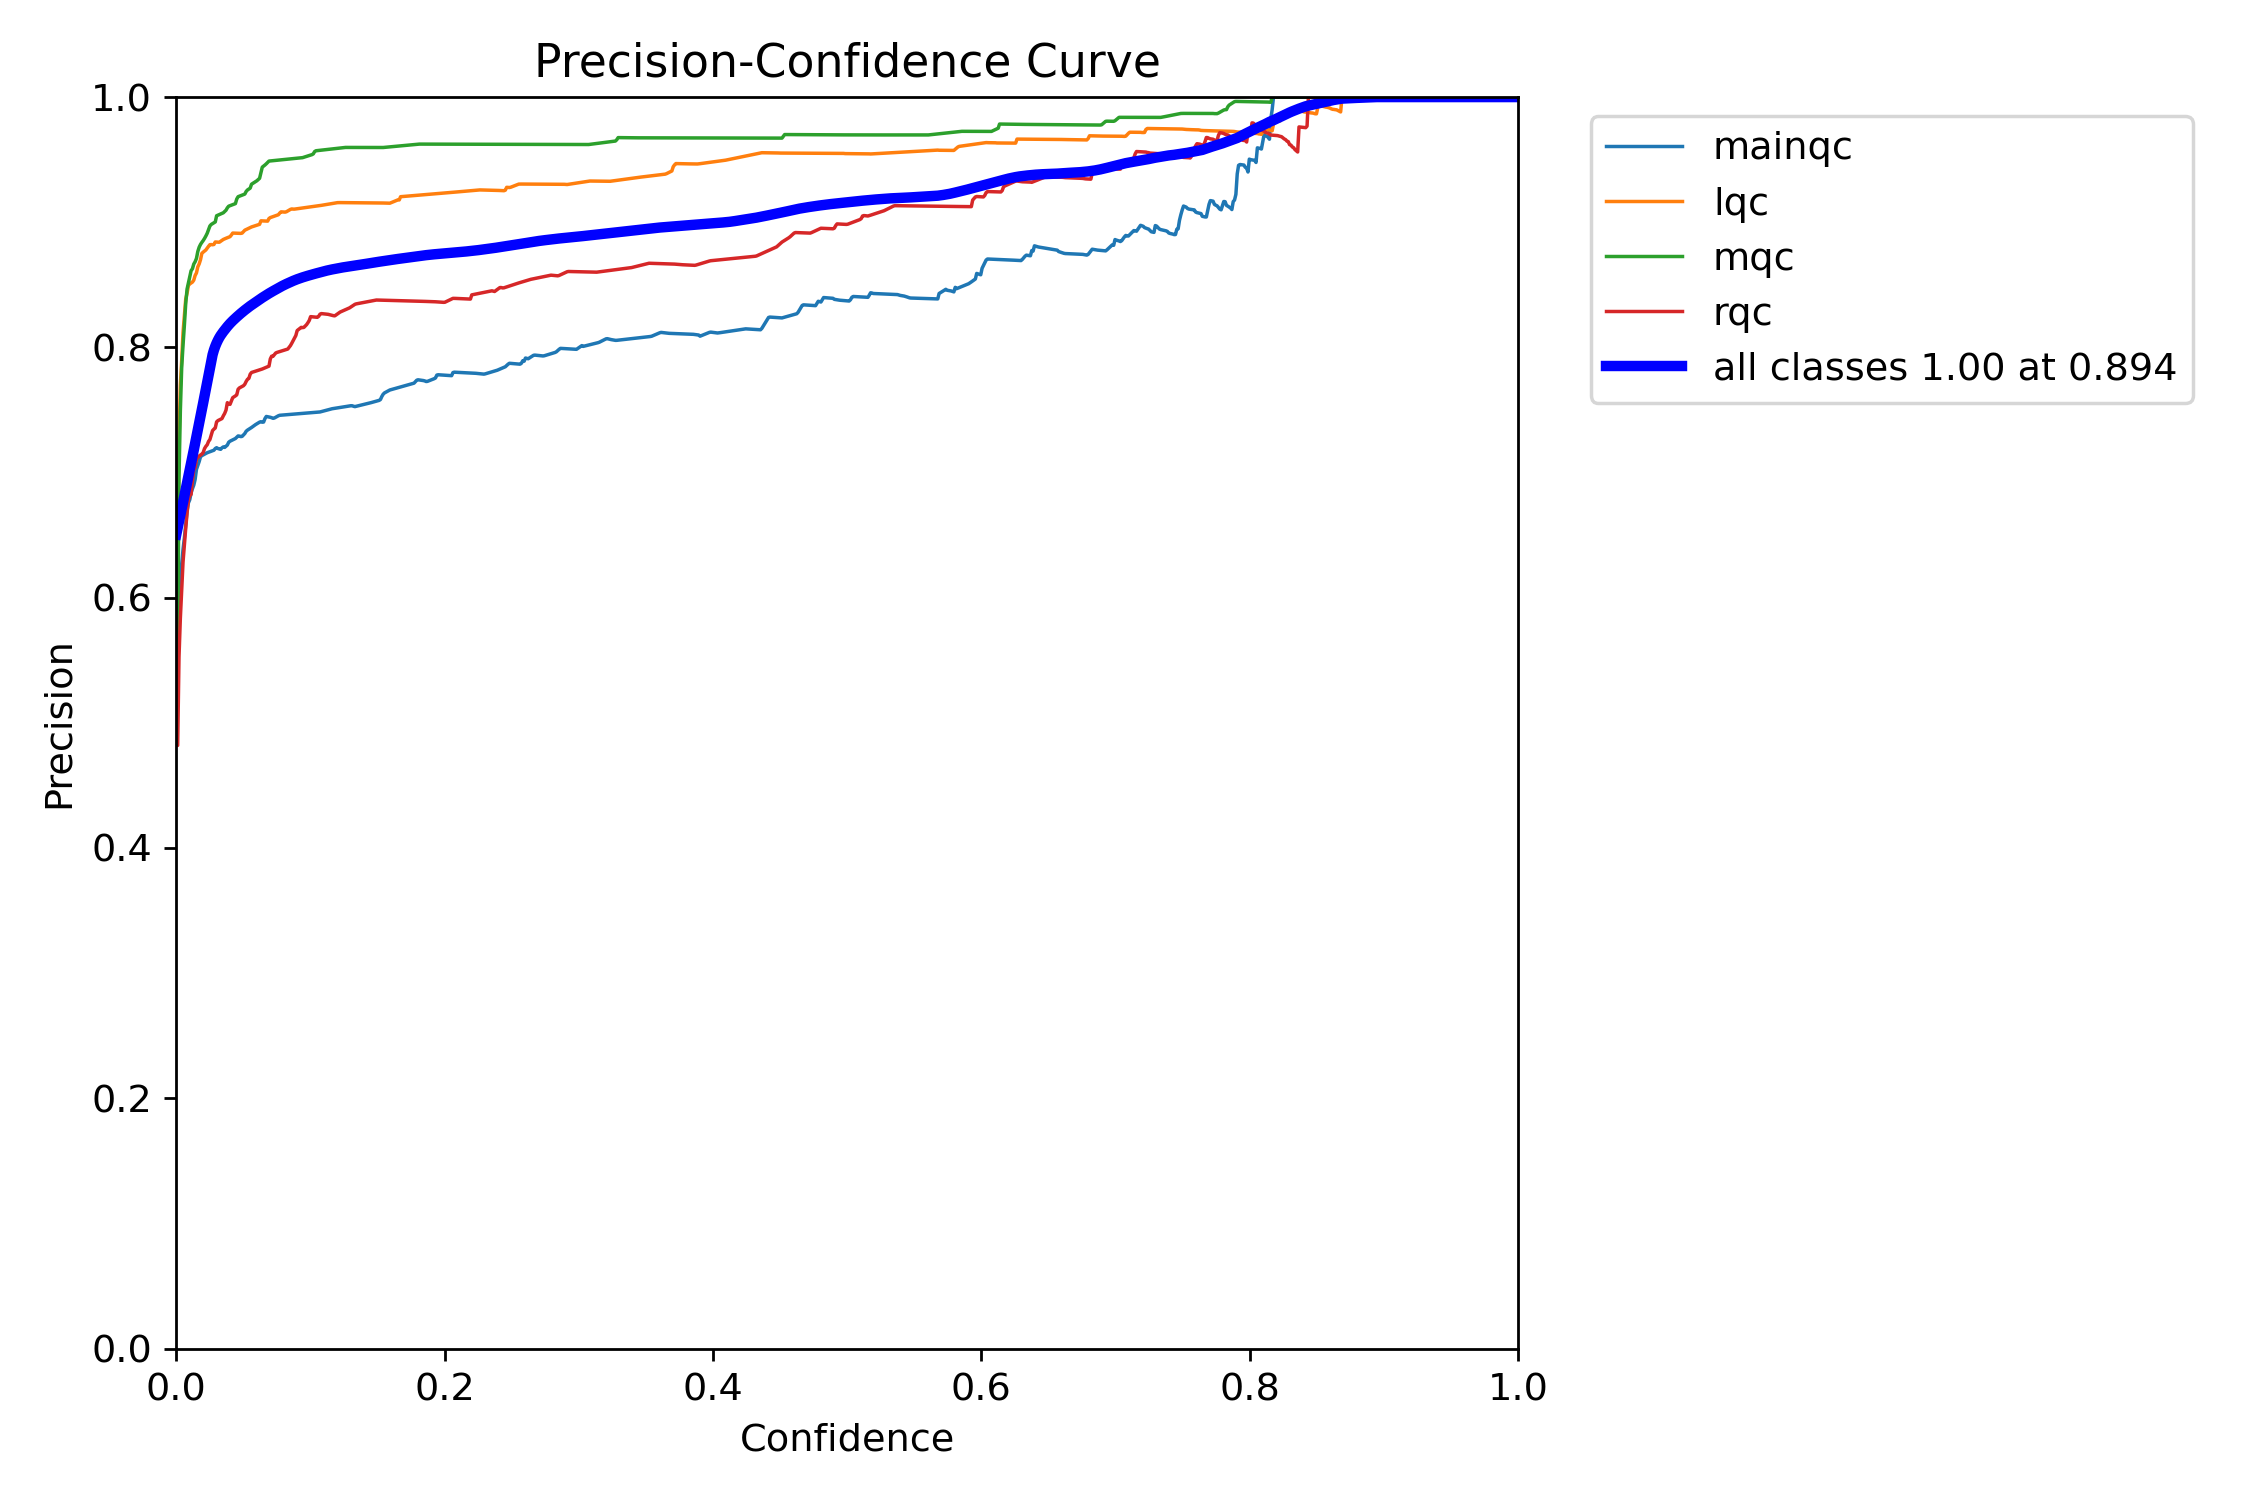 Precision-Confidence Curve
1.0
0.8
0.6
0.4
0.2
0.0
Precision
0.0 0.2 0.4 0.6 0.8 1.0
Confidence
mainqc
lqc
mqc
rqc
all classes 1.00 at 0.894